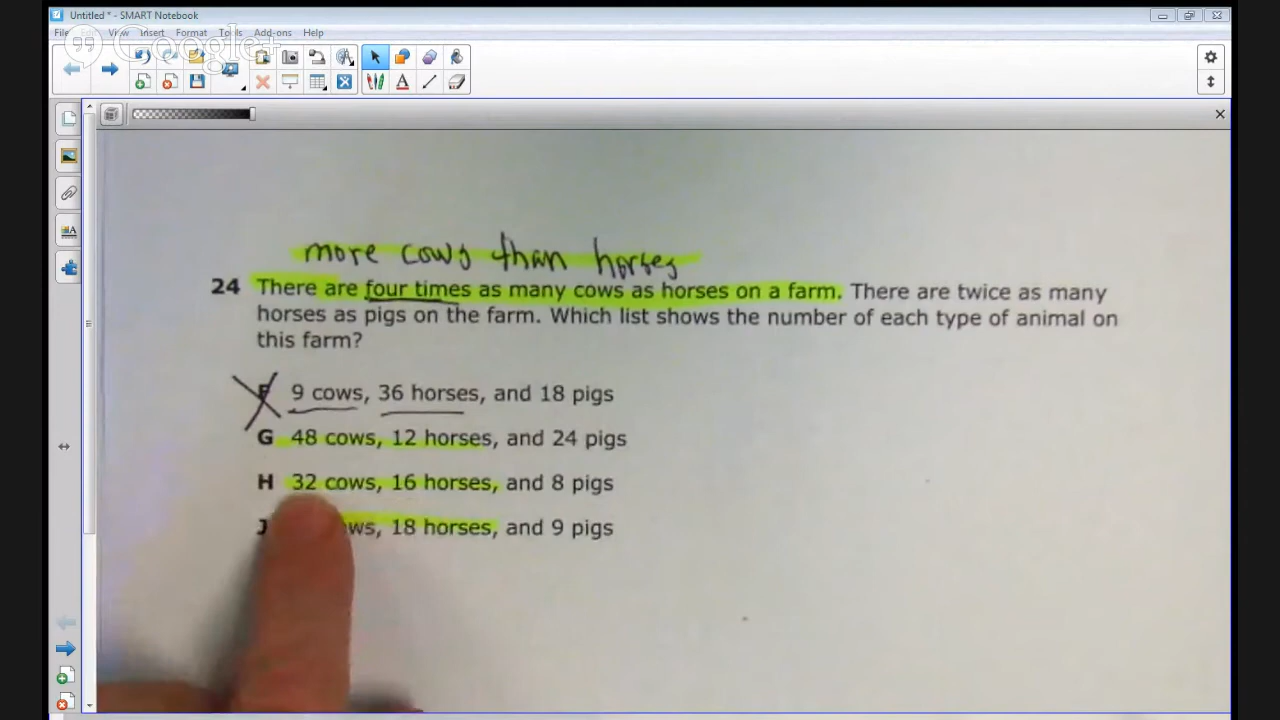 Untitled * - SMART Notebook
File Edit View Insert Format Tools Add-ons Help
Google+
more cows than horses
24 There are four times as many cows as horses on a farm. There are twice as many
horses as pigs on the farm. Which list shows the number of each type of animal on
this farm?
F 9 cows, 36 horses, and 18 pigs
G 48 cows, 12 horses, and 24 pigs
H 32 cows, 16 horses, and 8 pigs
J cows, 18 horses, and 9 pigs